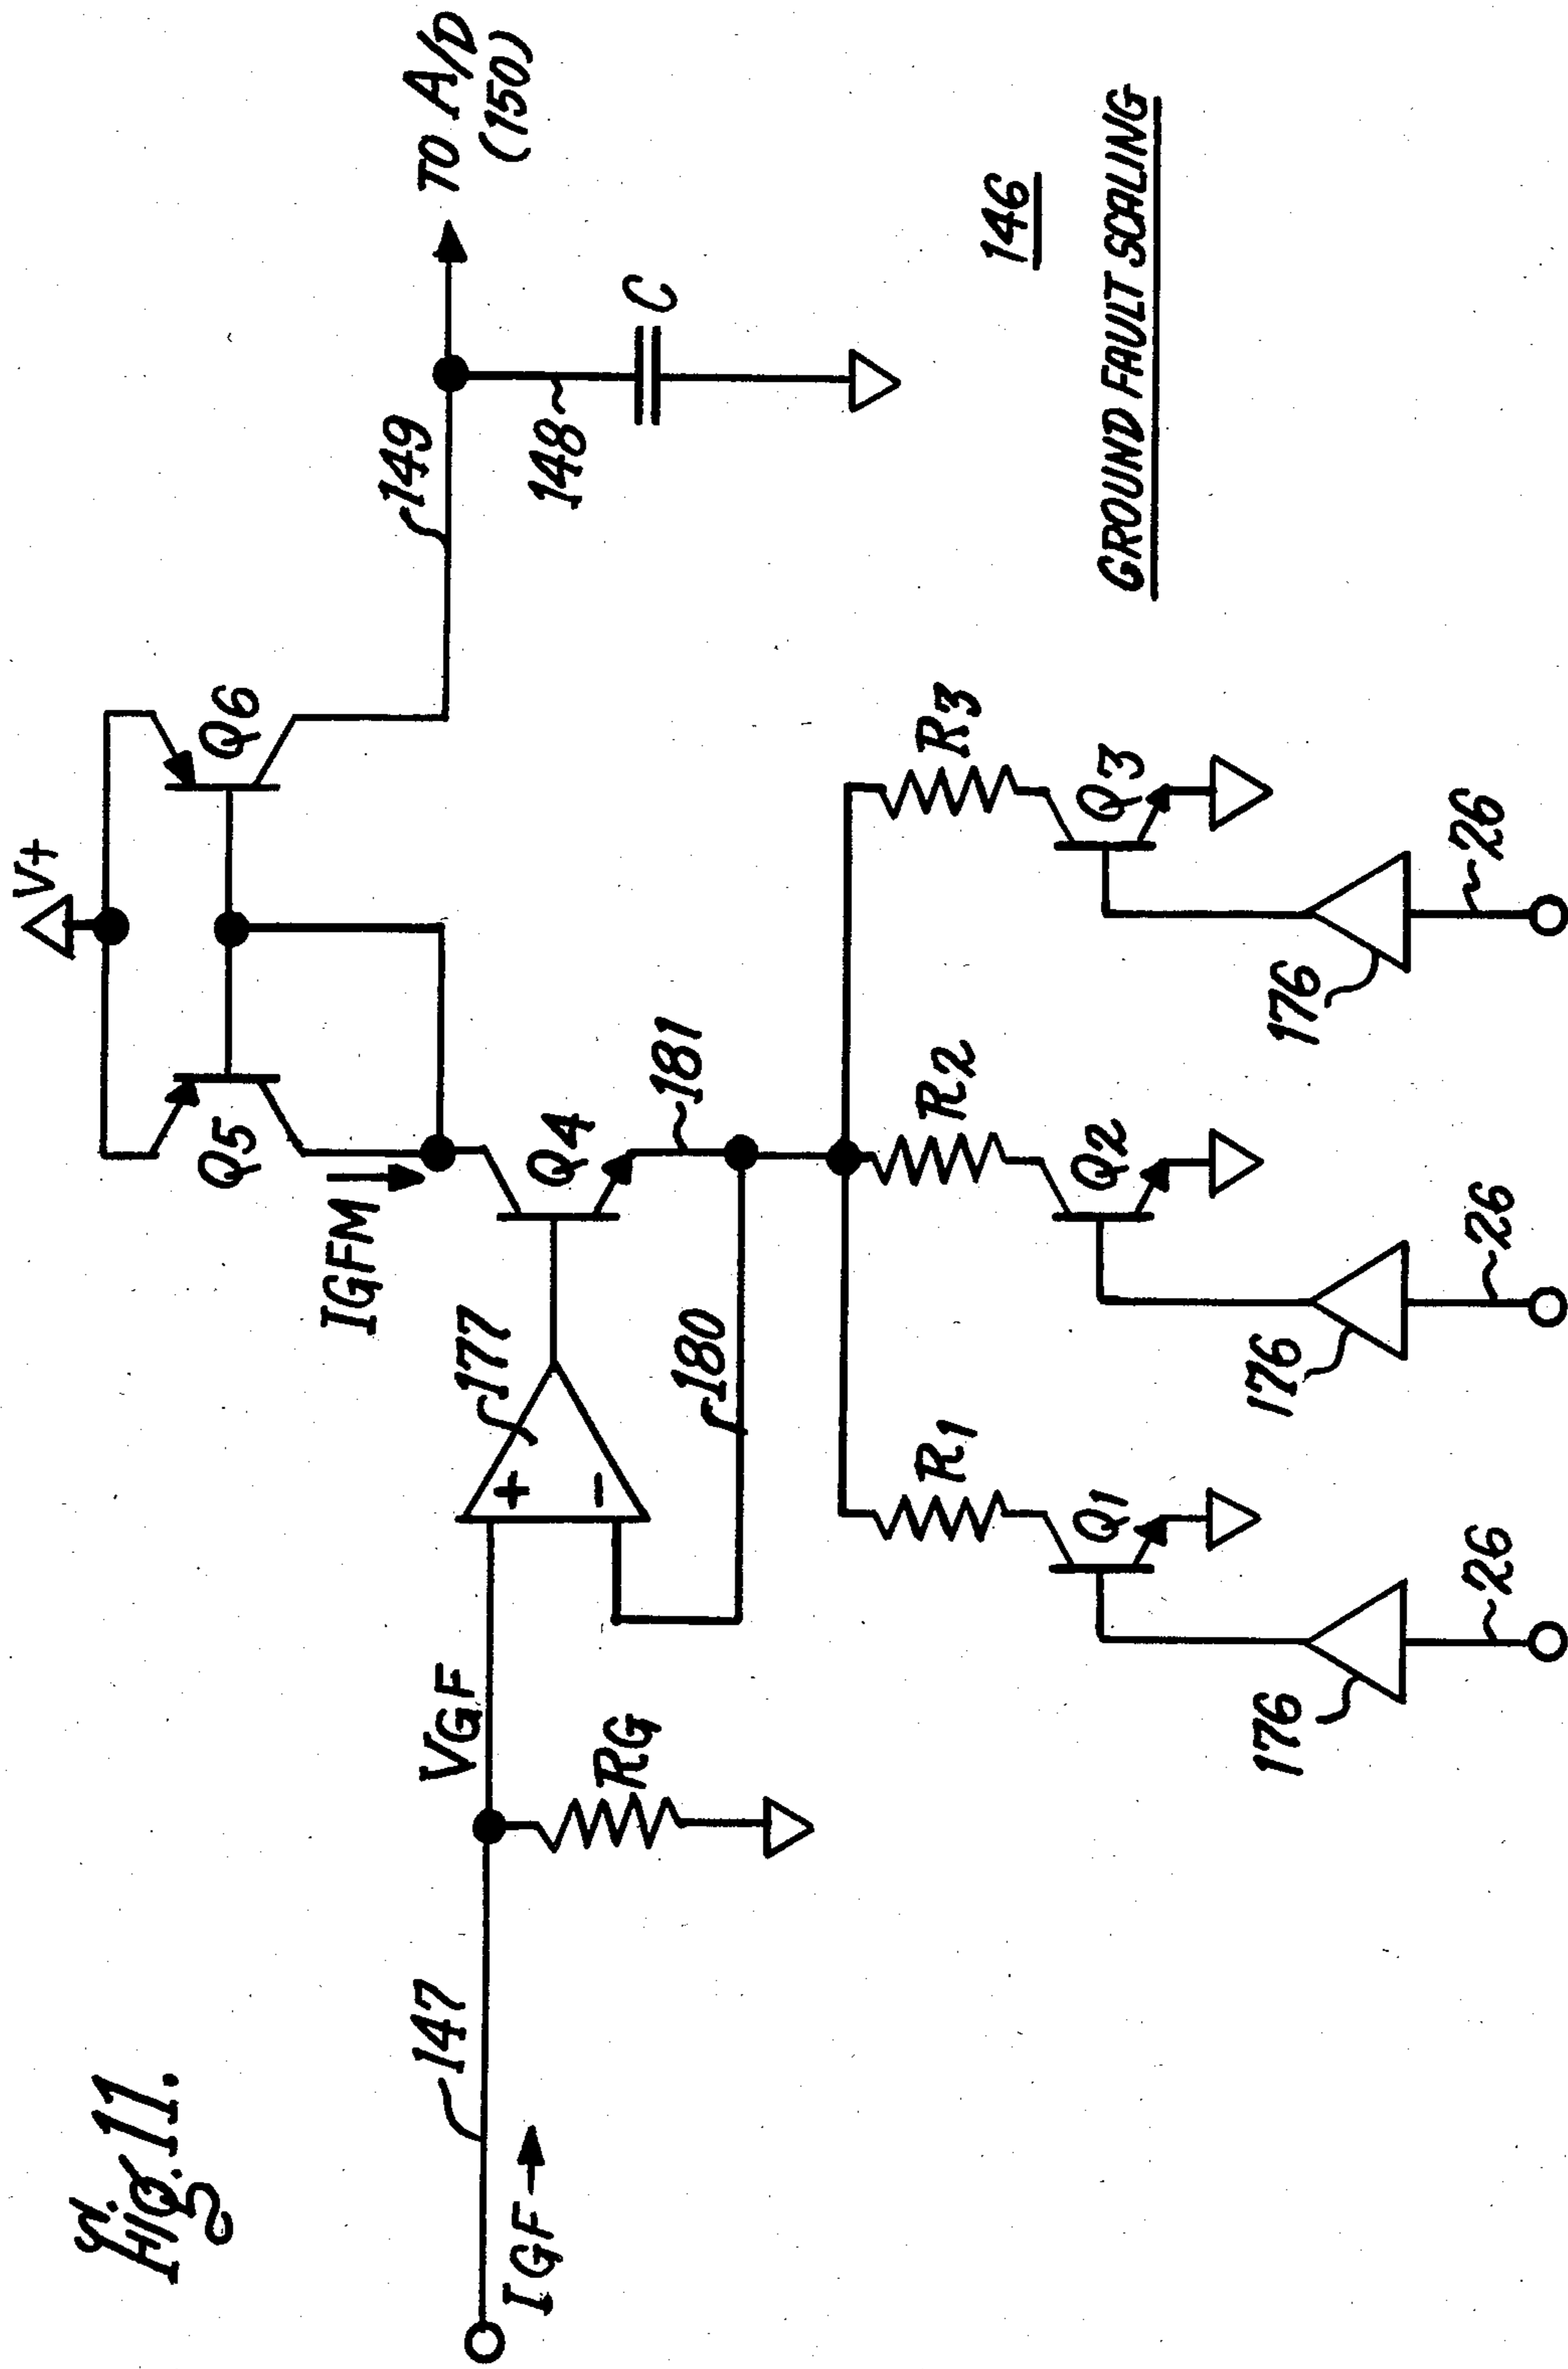 Fig. 11.
V+
Q5
Q6
IGFM
149
TO A/D
(150)
147
IGF
VGF
177
+
-
Q4
148
C
RG
180
181
146
R1
R2
R3
GROUND FAULT SCALING
Q1
Q2
Q3
176
176
176
26
26
26